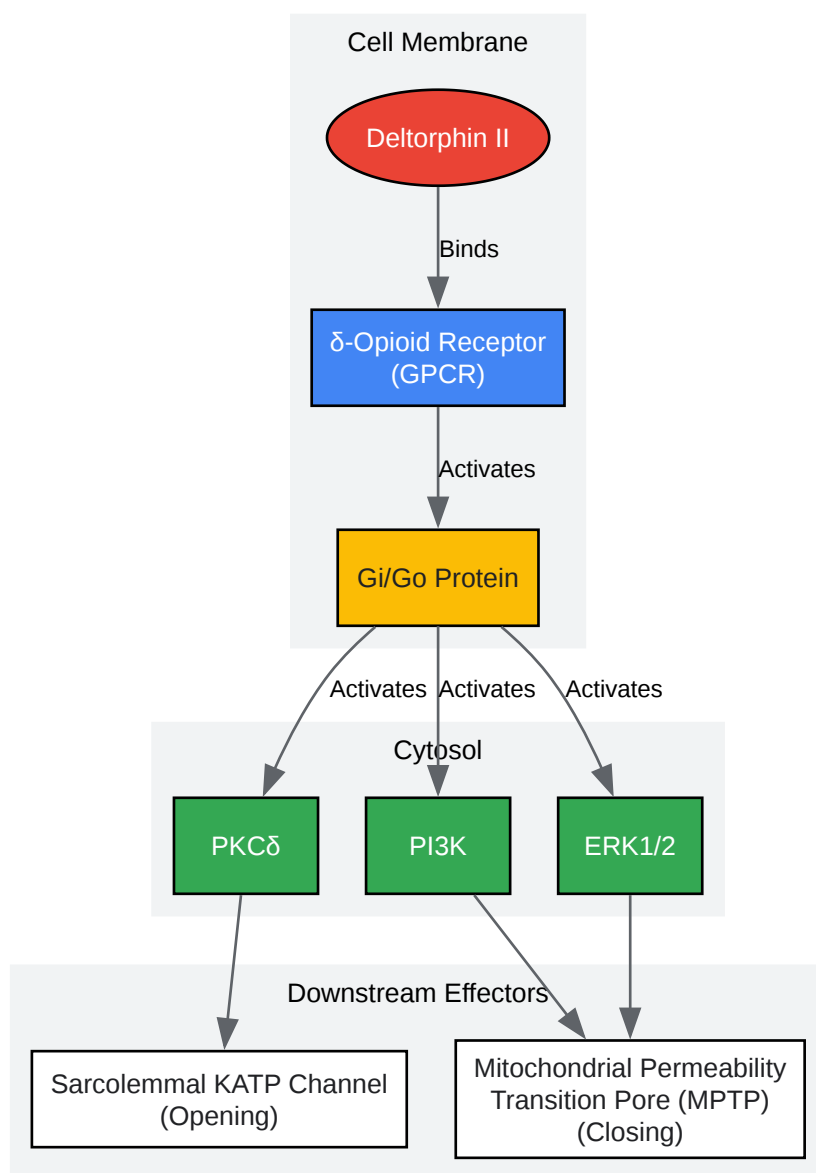 Cell Membrane
Deltorphin II
Binds
δ-Opioid Receptor
(GPCR)
Activates
Gi/Go Protein
Activates
Activates
Activates
Cytosol
PKCδ
PI3K
ERK1/2
Downstream Effectors
Sarcolemmal KATP Channel
(Opening)
Mitochondrial Permeability
Transition Pore (MPTP)
(Closing)